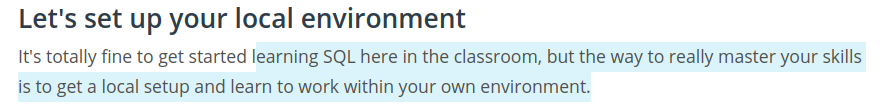 Let's set up your local environment
It's totally fine to get started learning SQL here in the classroom, but the way to really master your skills
is to get a local setup and learn to work within your own environment.